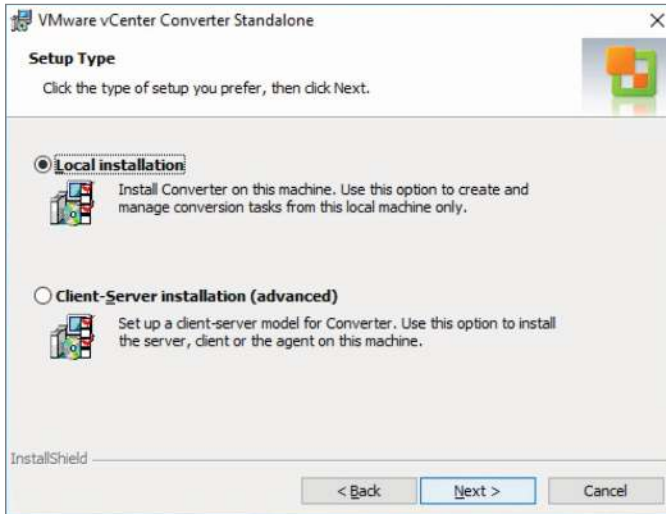 VMware vCenter Converter Standalone
Setup Type
Click the type of setup you prefer, then click Next.
Local installation
Install Converter on this machine. Use this option to create and
manage conversion tasks from this local machine only.
Client-Server installation (advanced)
Set up a client-server model for Converter. Use this option to install
the server, client or the agent on this machine.
InstallShield
< Back Next > Cancel